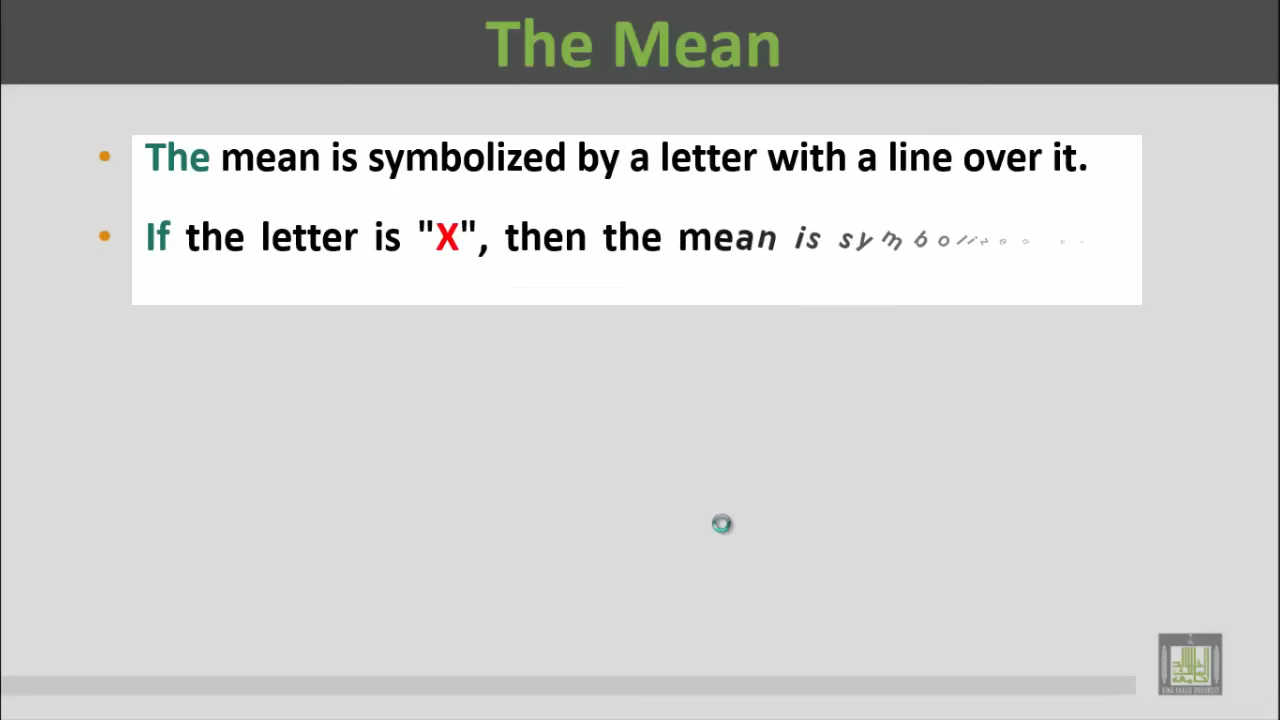 The Mean
The mean is symbolized by a letter with a line over it.
If the letter is "X", then the mean is symbolized